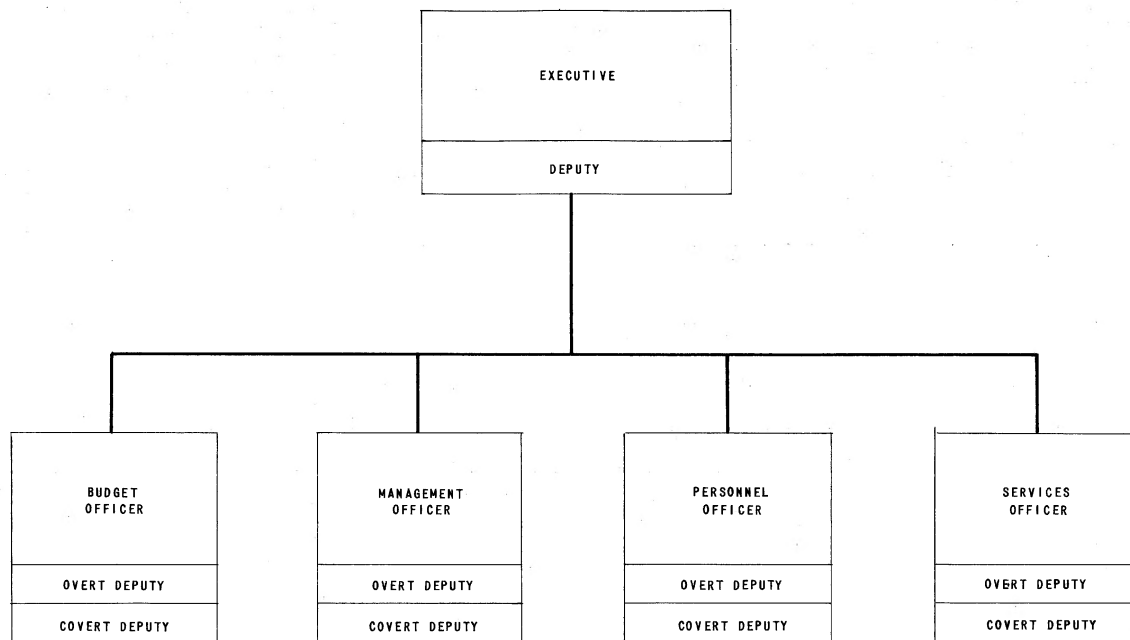 EXECUTIVE
DEPUTY
BUDGET
OFFICER
OVERT DEPUTY
COVERT DEPUTY
MANAGEMENT
OFFICER
OVERT DEPUTY
COVERT DEPUTY
PERSONNEL
OFFICER
OVERT DEPUTY
COVERT DEPUTY
SERVICES
OFFICER
OVERT DEPUTY
COVERT DEPUTY